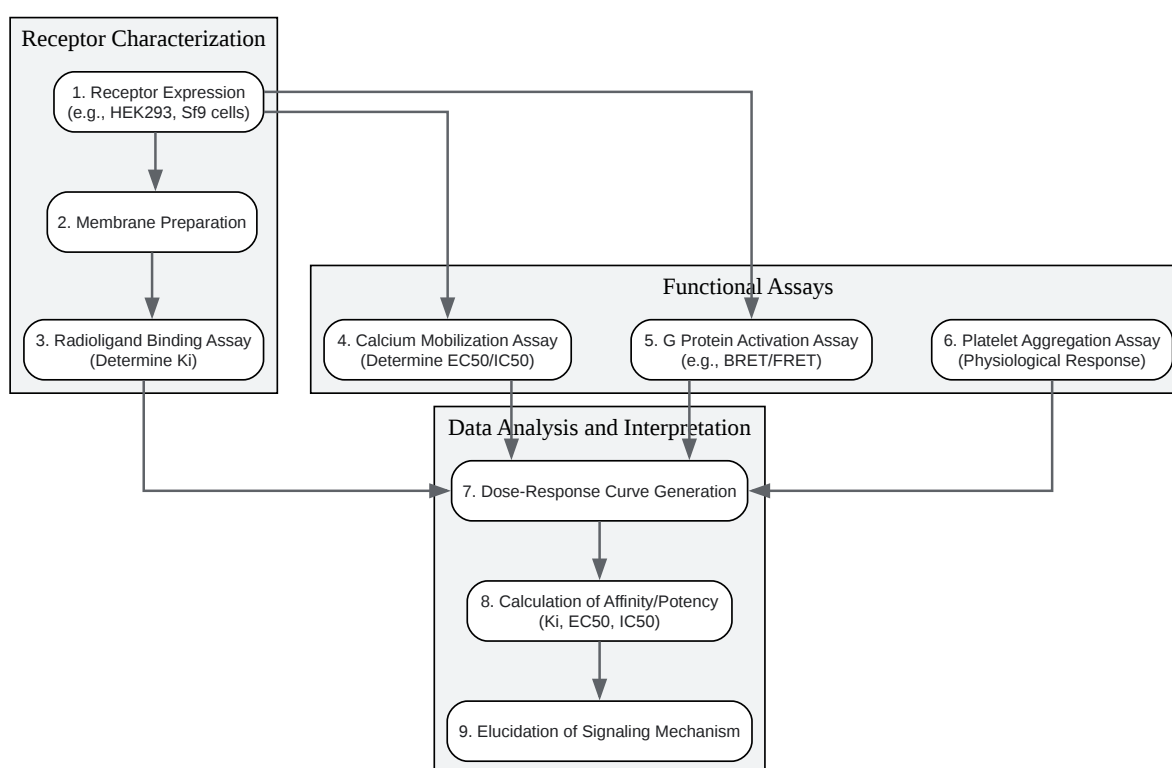 Receptor Characterization
1. Receptor Expression
(e.g., HEK293, Sf9 cells)
2. Membrane Preparation
3. Radioligand Binding Assay
(Determine Ki)
Functional Assays
4. Calcium Mobilization Assay
(Determine EC50/IC50)
5. G Protein Activation Assay
(e.g., BRET/FRET)
6. Platelet Aggregation Assay
(Physiological Response)
Data Analysis and Interpretation
7. Dose-Response Curve Generation
8. Calculation of Affinity/Potency
(Ki, EC50, IC50)
9. Elucidation of Signaling Mechanism